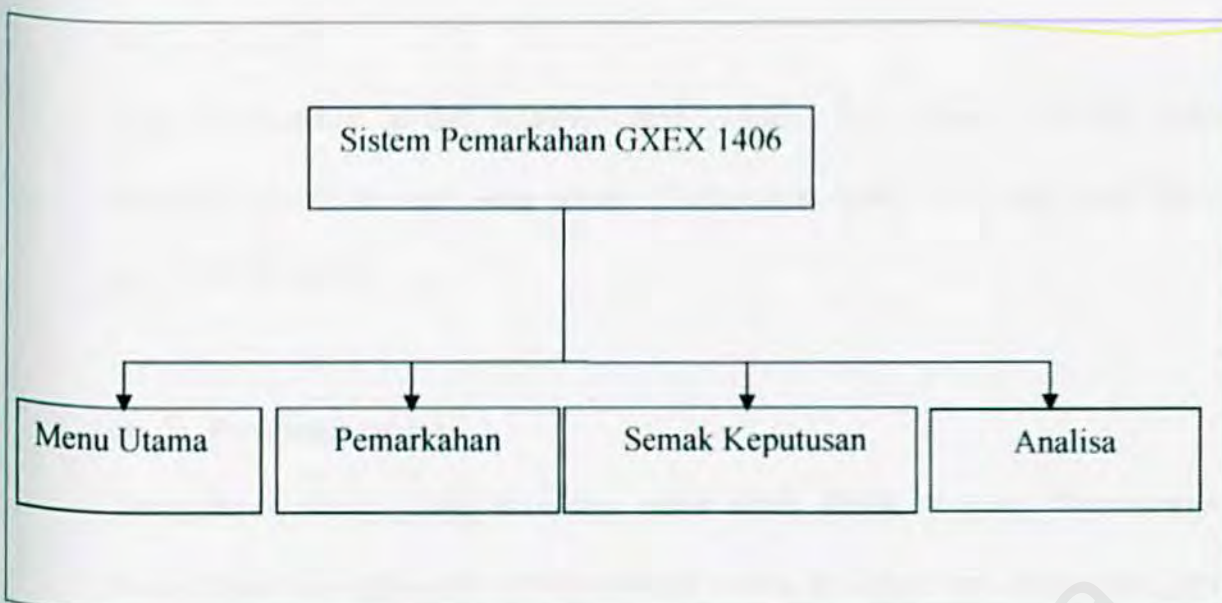 Sistem Pemarkahan GXEX 1406
Menu Utama
Pemarkahan
Semak Keputusan
Analisa